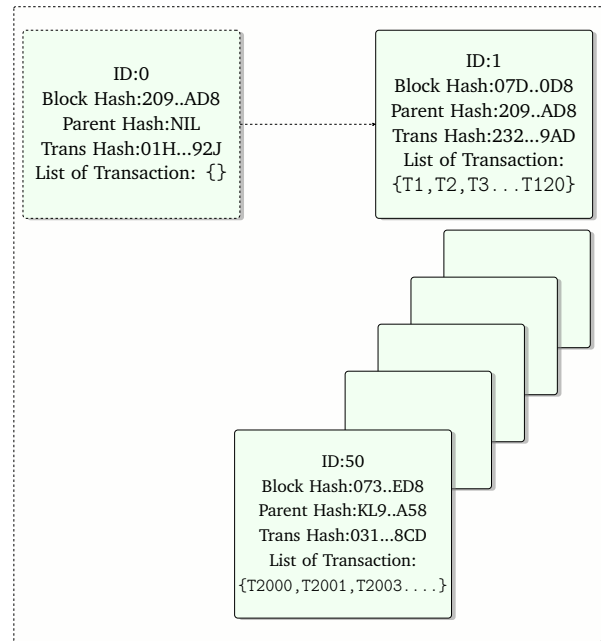 ID:0
Block Hash:209..AD8
Parent Hash:NIL
Trans Hash:01H...92J
List of Transaction: {}
ID:1
Block Hash:07D..0D8
Parent Hash:209..AD8
Trans Hash:232...9AD
List of Transaction:
{T1,T2,T3...T120}
ID:50
Block Hash:073..ED8
Parent Hash:KL9..A58
Trans Hash:031...8CD
List of Transaction:
{T2000,T2001,T2003....}